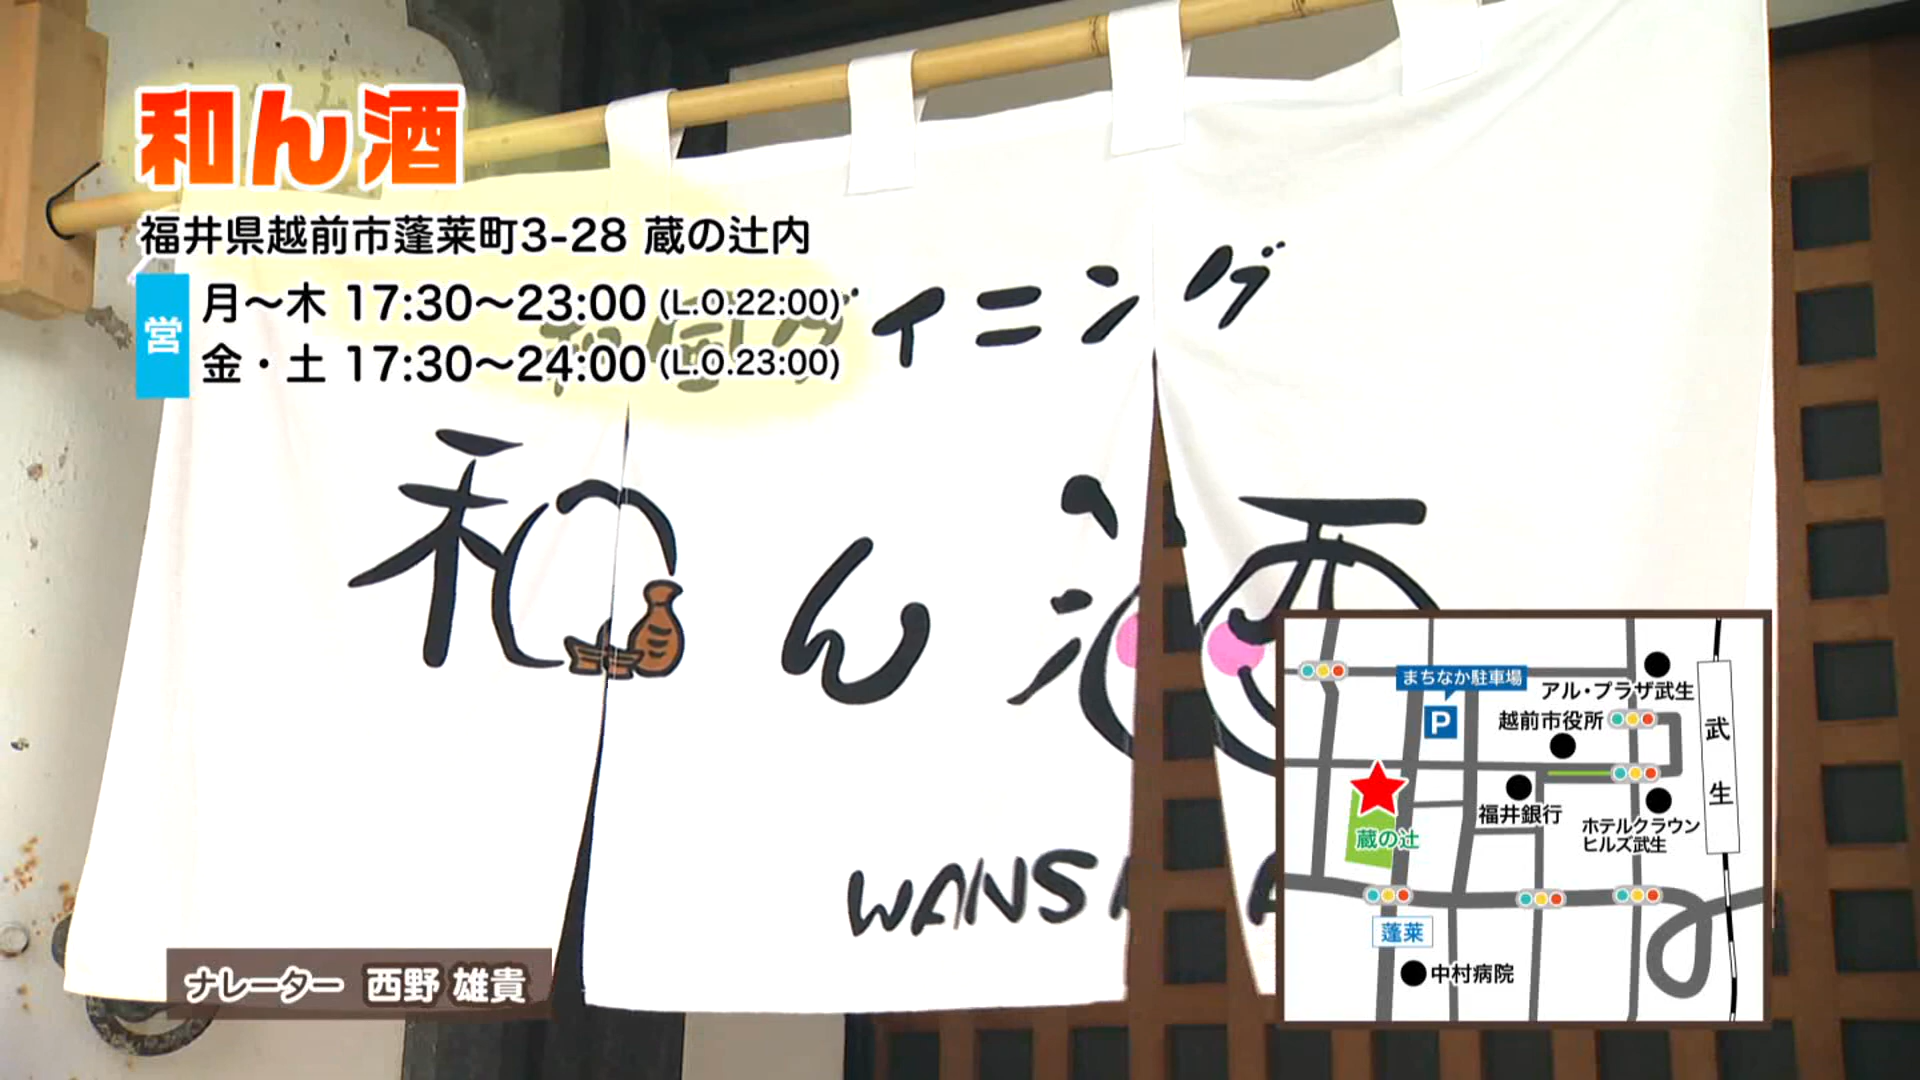 和ん酒
福井県越前市蓬莱町3-28 蔵の辻内
営
月〜木 17:30〜23:00 (L.O.22:00)
金・土 17:30〜24:00 (L.O.23:00)
和風ダイニング
和ん酒
WANS
まちなか駐車場
P
アル・プラザ武生
越前市役所
武生
福井銀行
ホテルクラウン
ヒルズ武生
蔵の辻
蓬莱
中村病院
ナレーター 西野 雄貴